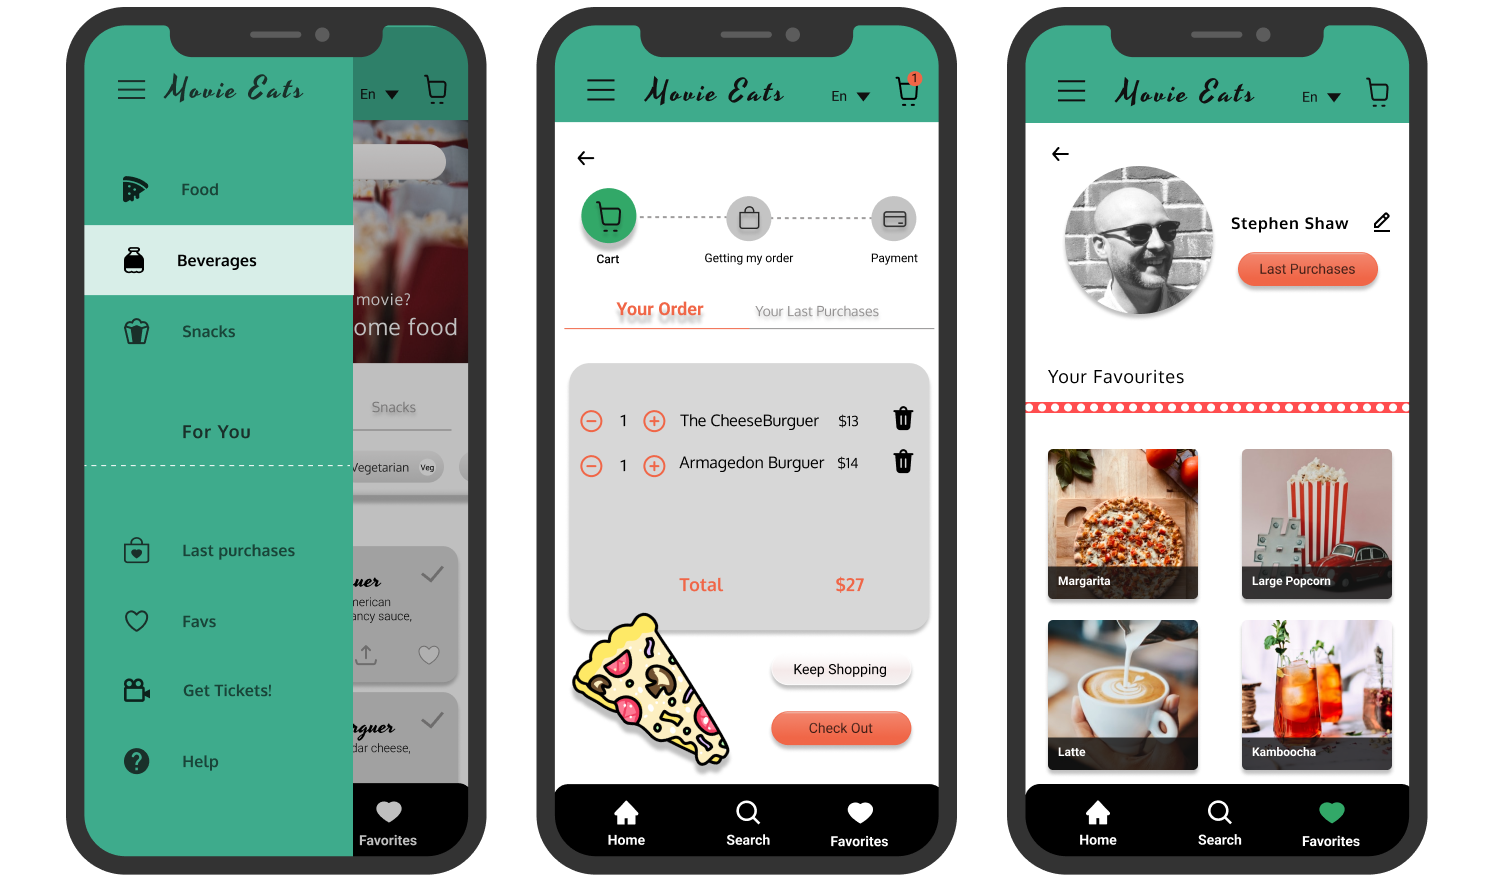 Movie Eats
En
Food
Beverages
movie?
ome food
Snacks
Snacks
For You
Vegetarian
Veg
Last purchases
uer
merican
ancy sauce,
Favs
Get Tickets!
rguer
dar cheese,
Help
Favorites
Movie Eats
En
1
Cart
Getting my order
Payment
Your Order
Your Last Purchases
1 The CheeseBurguer $13
1 Armagedon Burguer $14
Total $27
Keep Shopping
Check Out
Home
Search
Favorites
Movie Eats
En
Stephen Shaw
Last Purchases
Your Favourites
Margarita
Large Popcorn
Latte
Kamboocha
Home
Search
Favorites